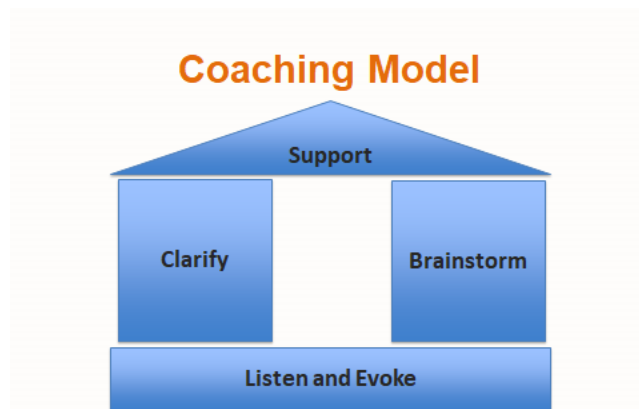 Coaching Model
Support
Clarify
Brainstorm
Listen and Evoke